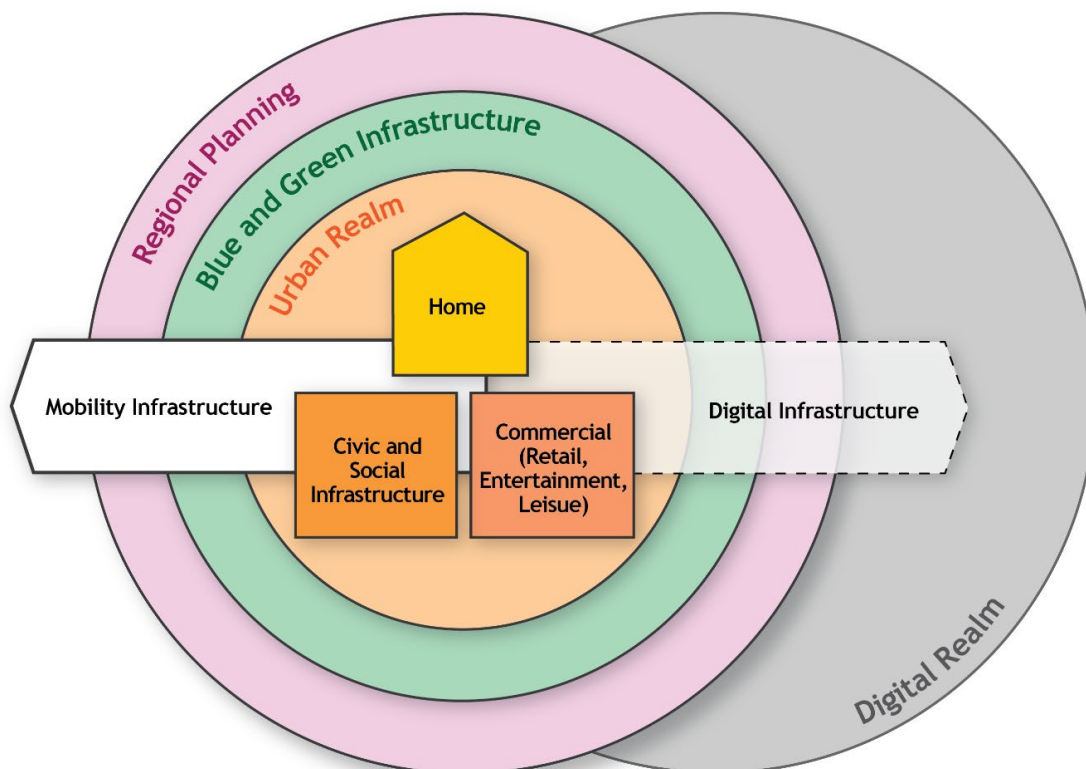 Regional Planning
Blue and Green Infrastructure
Urban Realm
Home
Mobility Infrastructure
Digital Infrastructure
Civic and
Social
Infrastructure
Commercial
(Retail,
Entertainment,
Leisue)
Digital Realm